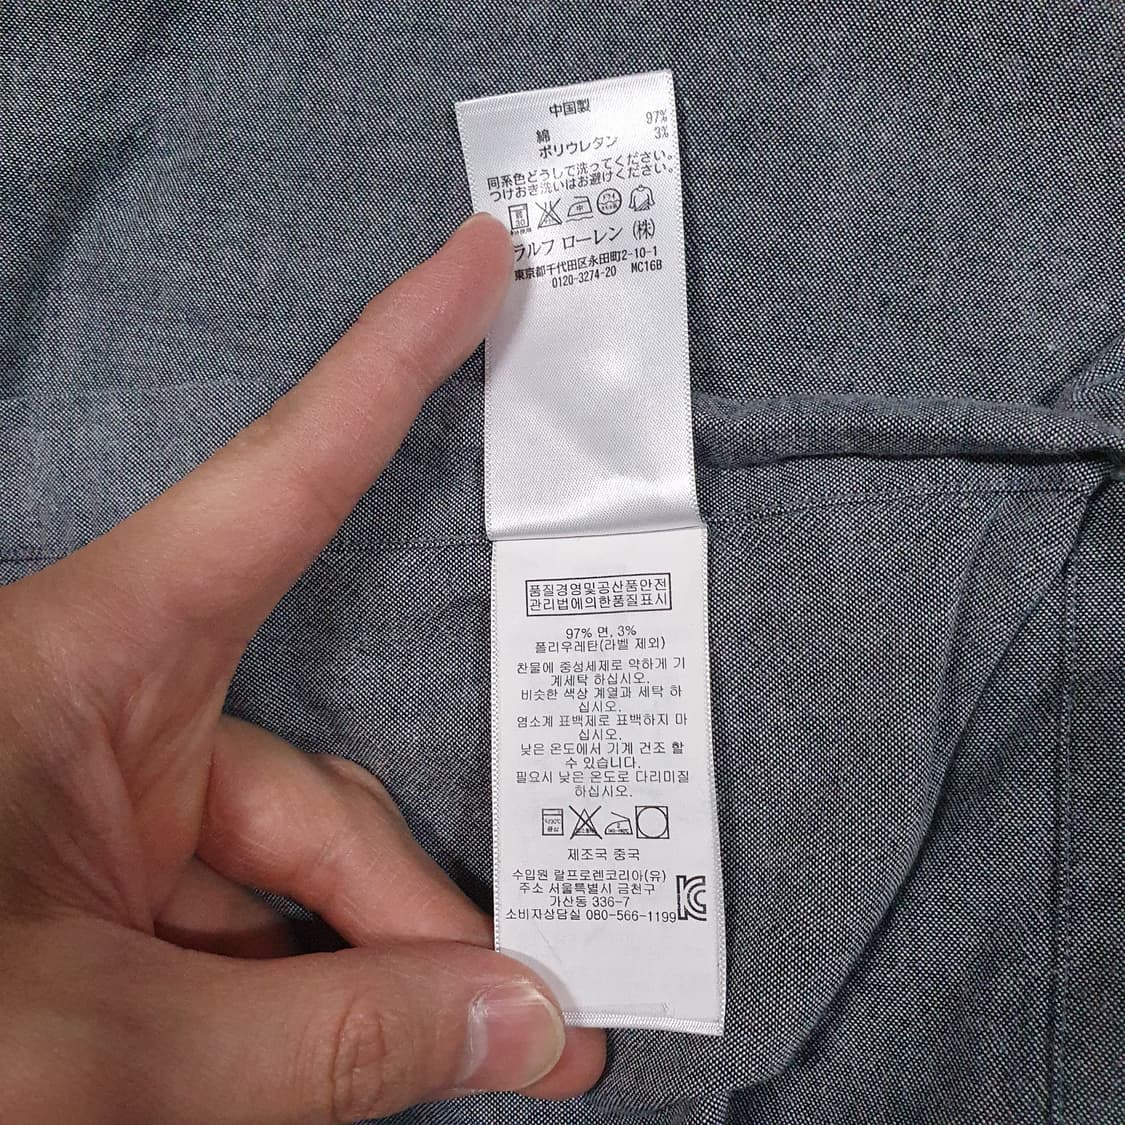 中国製
綿 97%
ポリウレタン 3%
同系色どうしで洗ってください。
つけおき洗いはお避けください。
ラルフ ローレン (株)
東京都千代田区永田町2-10-1
0120-3274-20 MC16B
품질경영및공산품안전
관리법에의한품질표시
97% 면, 3%
폴리우레탄(라벨 제외)
찬물에 중성세제로 약하게 기
계세탁 하십시오.
비슷한 색상 계열과 세탁 하
십시오.
염소계 표백제로 표백하지 마
십시오.
낮은 온도에서 기계 건조 할
수 있습니다.
필요시 낮은 온도로 다리미질
하십시오.
제조국 중국
수입원 랄프로렌코리아(유)
주소 서울특별시 금천구
가산동 336-7
소비자상담실 080-566-1199